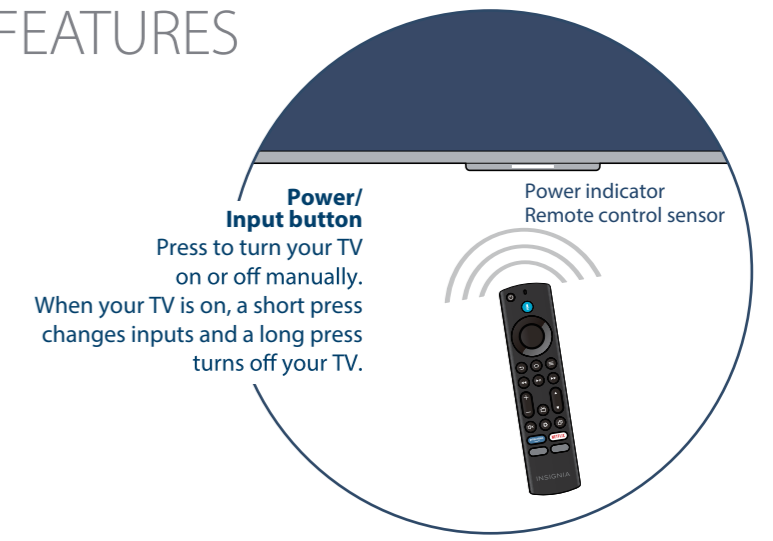 FEATURES
Power/
Input button
Press to turn your TV
on or off manually.
When your TV is on, a short press
changes inputs and a long press
turns off your TV.
Power indicator
Remote control sensor
NETFLIX
INSIGNIA